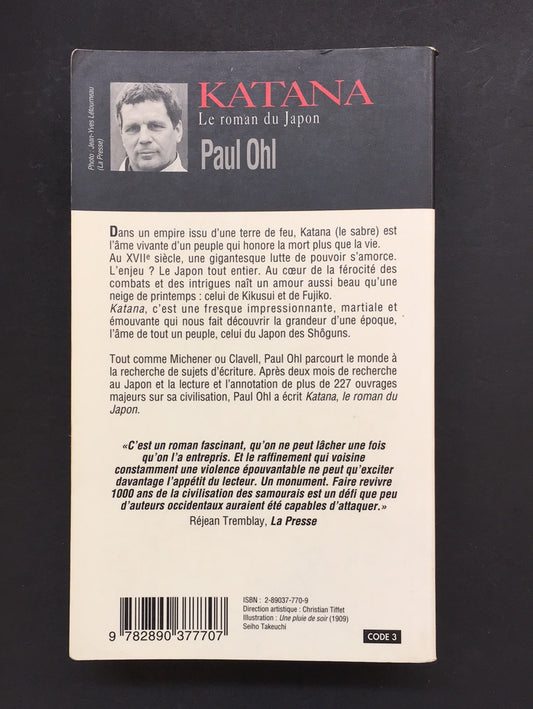 Photo : Jean-Yves Létourneau
(La Presse)
KATANA
Le roman du Japon
Paul Ohl
Dans un empire issu d'une terre de feu, Katana (le sabre) est
l'âme vivante d'un peuple qui honore la mort plus que la vie.
Au XVIIe siècle, une gigantesque lutte de pouvoir s'amorce.
L'enjeu ? Le Japon tout entier. Au cœur de la férocité des
combats et des intrigues naît un amour aussi beau qu'une
neige de printemps : celui de Kikusui et de Fujiko.
Katana, c'est une fresque impressionnante, martiale et
émouvante qui nous fait découvrir la grandeur d'une époque,
l'âme de tout un peuple, celui du Japon des Shôguns.
Tout comme Michener ou Clavell, Paul Ohl parcourt le monde à
la recherche de sujets d'écriture. Après deux mois de recherche
au Japon et la lecture et l'annotation de plus de 227 ouvrages
majeurs sur sa civilisation, Paul Ohl a écrit Katana, le roman du
Japon.
«C'est un roman fascinant, qu'on ne peut lâcher une fois
qu'on l'a entrepris. Et le raffinement qui voisine
constamment une violence épouvantable ne peut qu'exciter
davantage l'appétit du lecteur. Un monument. Faire revivre
1000 ans de la civilisation des samouraïs est un défi que peu
d'auteurs occidentaux auraient été capables d'attaquer.»
Réjean Tremblay, La Presse
ISBN : 2-89037-770-9
Direction artistique : Christian Tiffet
Illustration : Une pluie de soir (1909)
Seiho Takeuchi
9 782890 377707
CODE 3